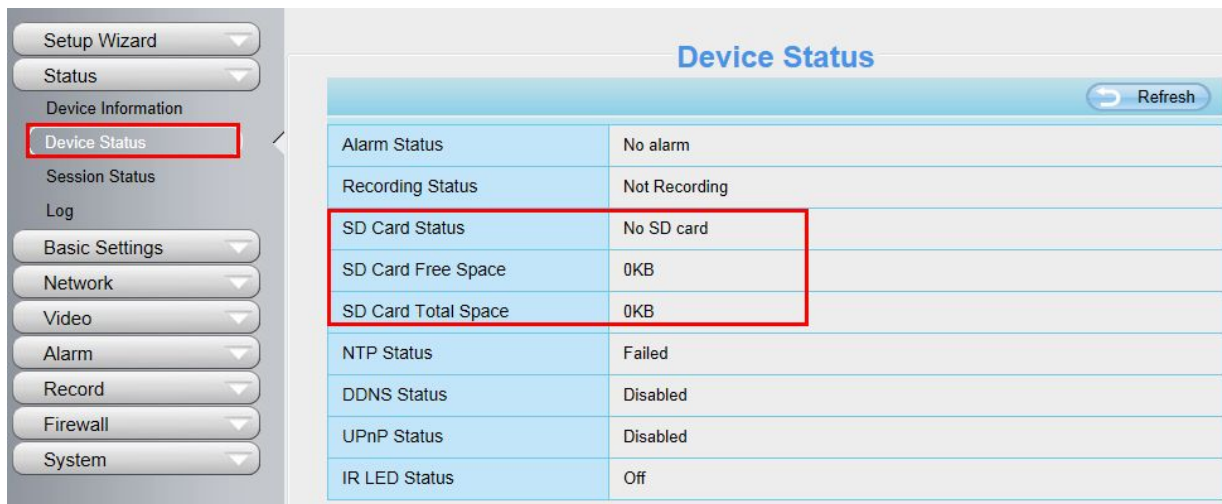 Setup Wizard
Status
Device Information
Device Status
Session Status
Log
Basic Settings
Network
Video
Alarm
Record
Firewall
System
Device Status
Refresh
Alarm Status No alarm
Recording Status Not Recording
SD Card Status No SD card
SD Card Free Space 0KB
SD Card Total Space 0KB
NTP Status Failed
DDNS Status Disabled
UPnP Status Disabled
IR LED Status Off